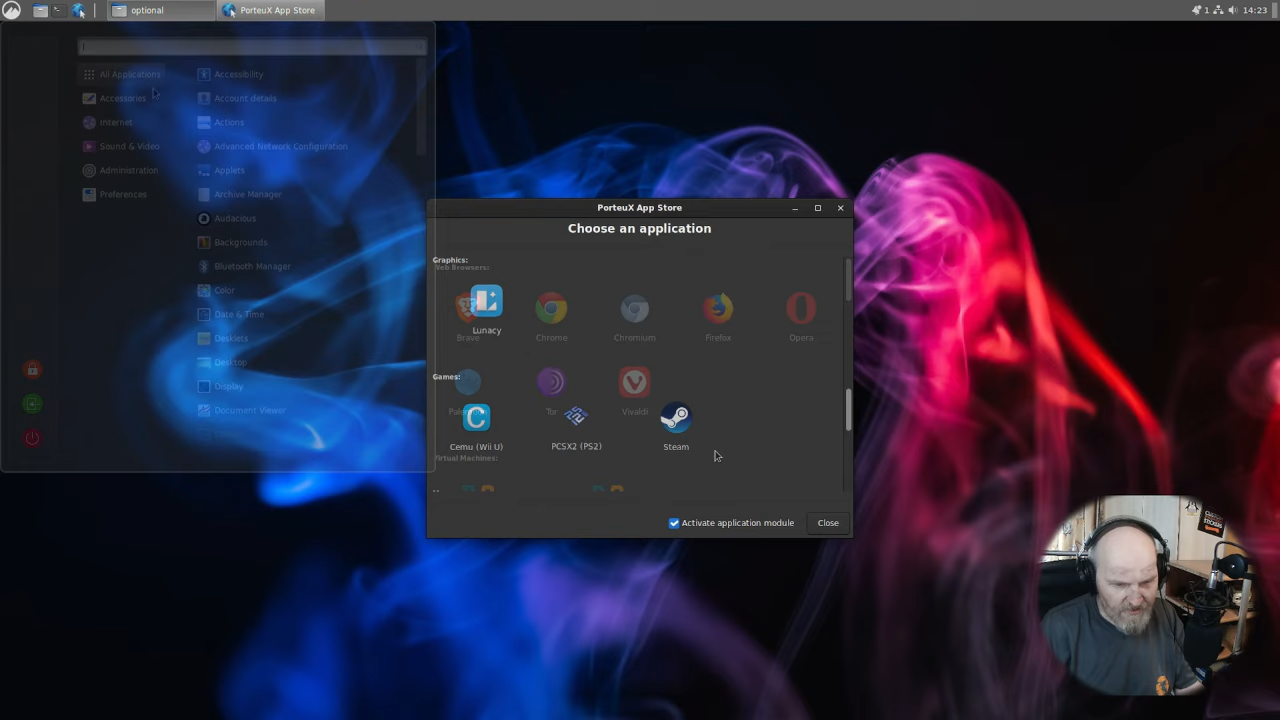 optional
PorteuX App Store
1
14:23
All Applications
Accessories
Internet
Sound & Video
Administration
Preferences
Accessibility
Account details
Actions
Advanced Network Configuration
Applets
Archive Manager
Audacious
Backgrounds
Bluetooth Manager
Color
Date & Time
Desklets
Desktop
Display
Document Viewer
PorteuX App Store
Choose an application
Graphics:
Web Browsers:
Lunacy
Brave
Chrome
Chromium
Firefox
Opera
Games:
Tor
Vivaldi
Cemu (Wii U)
PCSX2 (PS2)
Steam
Virtual Machines:
Activate application module
Close